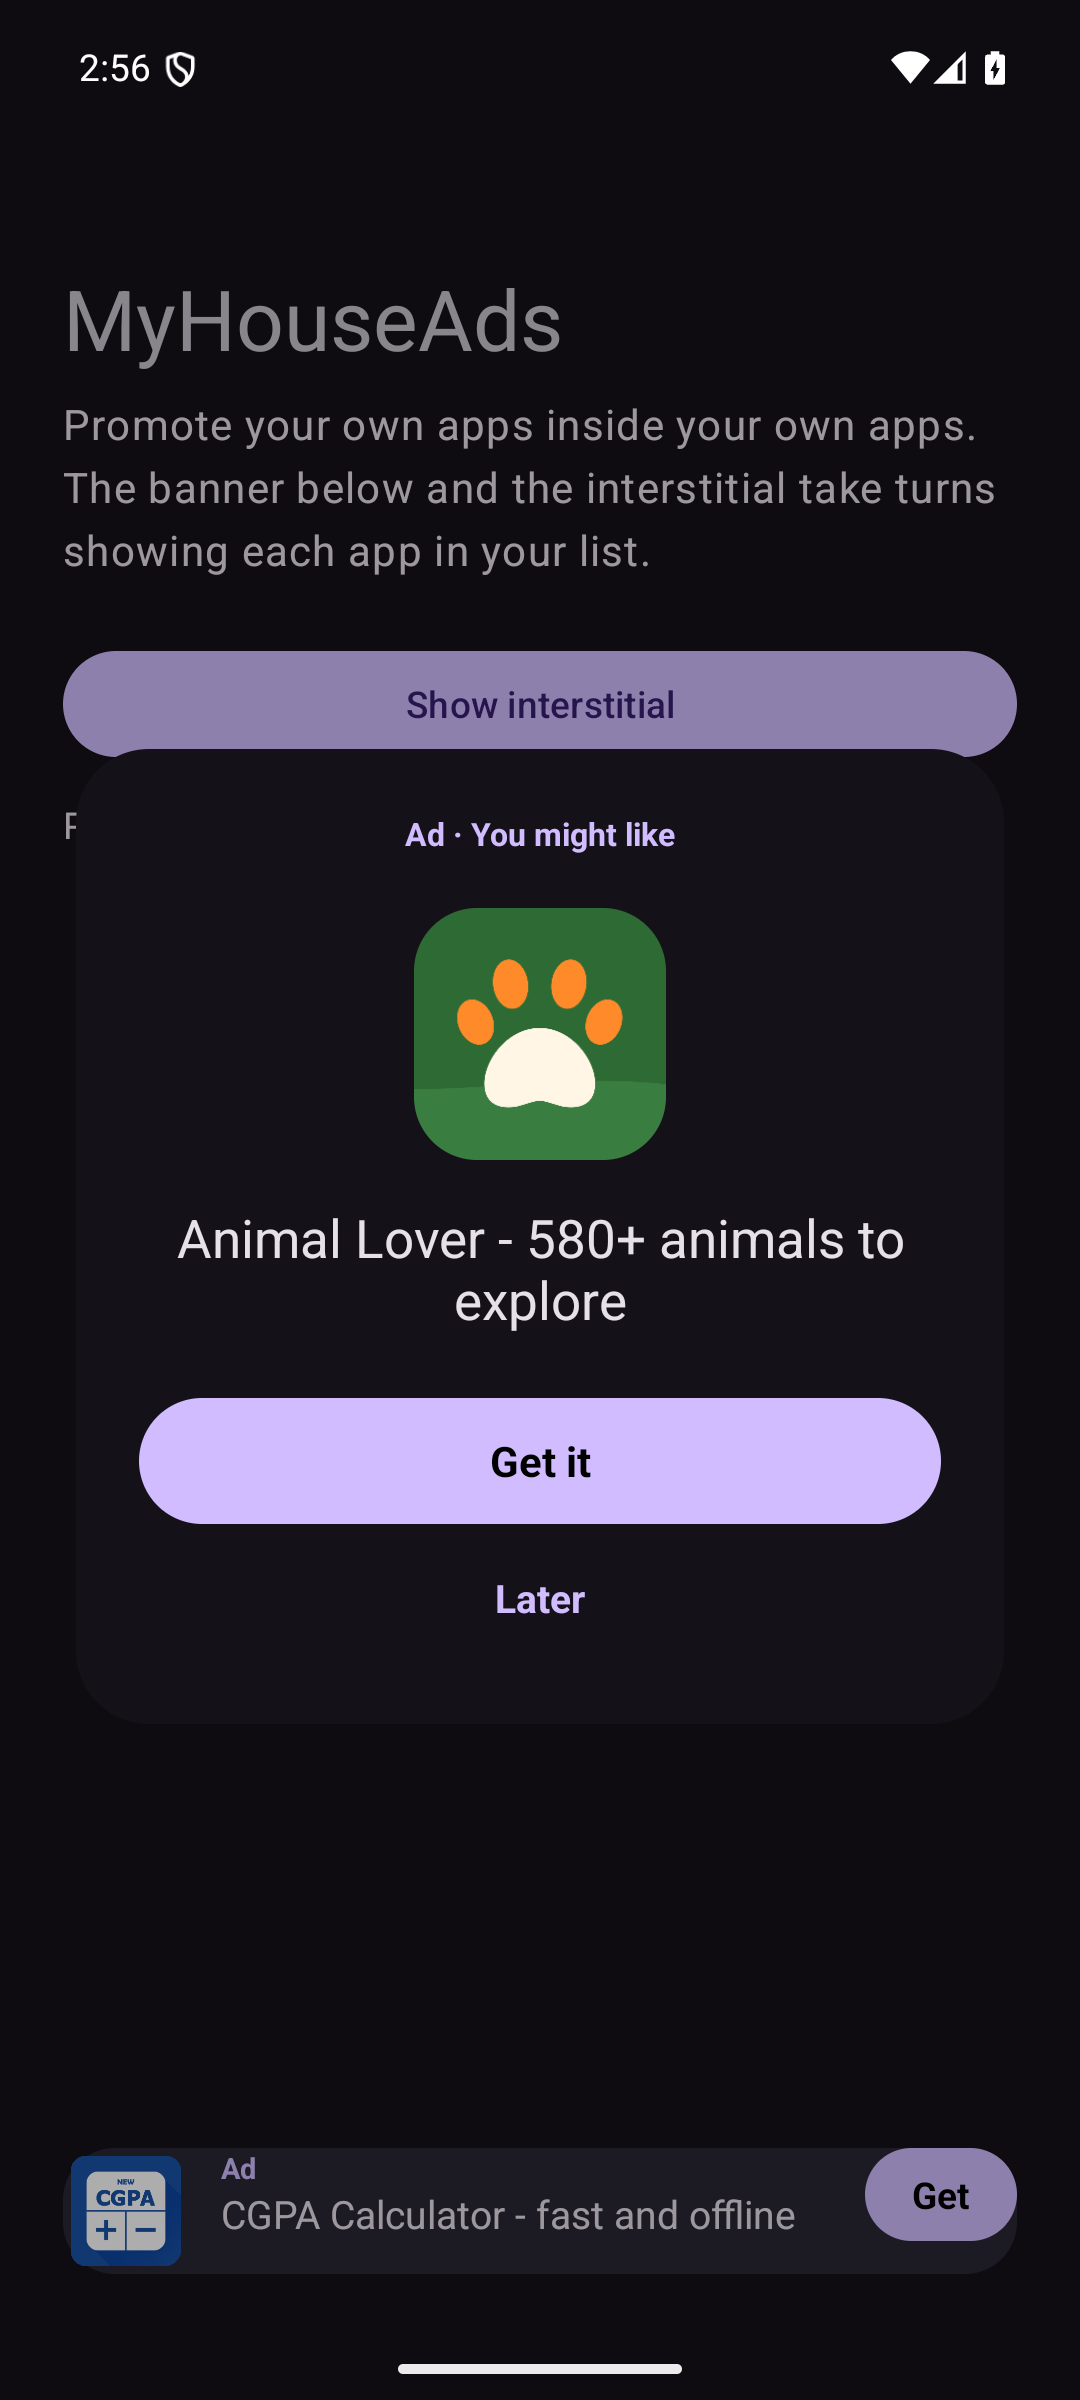 2:56
MyHouseAds
Promote your own apps inside your own apps.
The banner below and the interstitial take turns
showing each app in your list.
Show interstitial
Ad · You might like
Animal Lover - 580+ animals to
explore
Get it
Later
NEW
CGPA
Ad
CGPA Calculator - fast and offline
Get